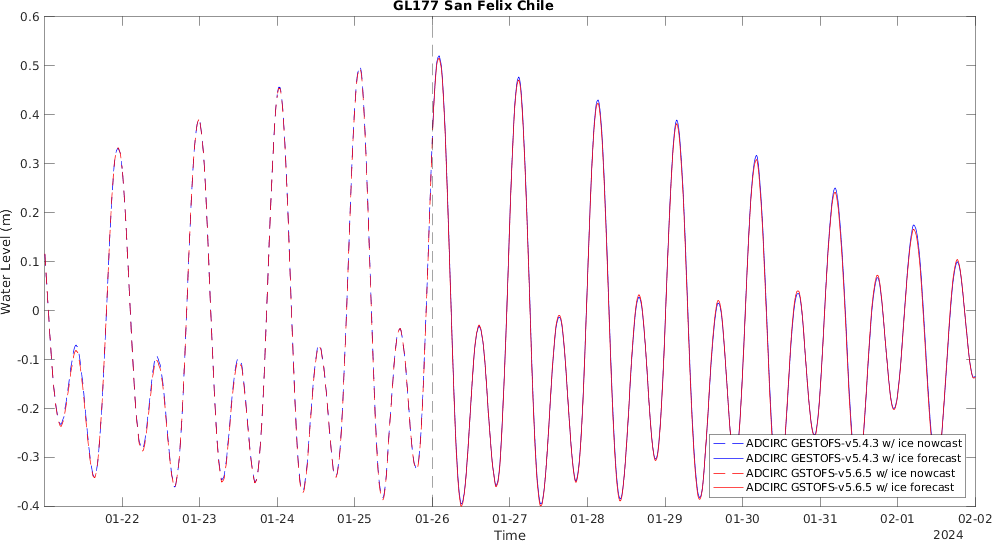 GL177 San Felix Chile
0.6
0.5
0.4
0.3
0.2
0.1
0
-0.1
-0.2
-0.3
-0.4
Water Level (m)
ADCIRC GESTOFS-v5.4.3 w/ ice nowcast
ADCIRC GESTOFS-v5.4.3 w/ ice forecast
ADCIRC GSTOFS-v5.6.5 w/ ice nowcast
ADCIRC GSTOFS-v5.6.5 w/ ice forecast
01-22 01-23 01-24 01-25 01-26 01-27 01-28 01-29 01-30 01-31 02-01 02-02
Time
2024